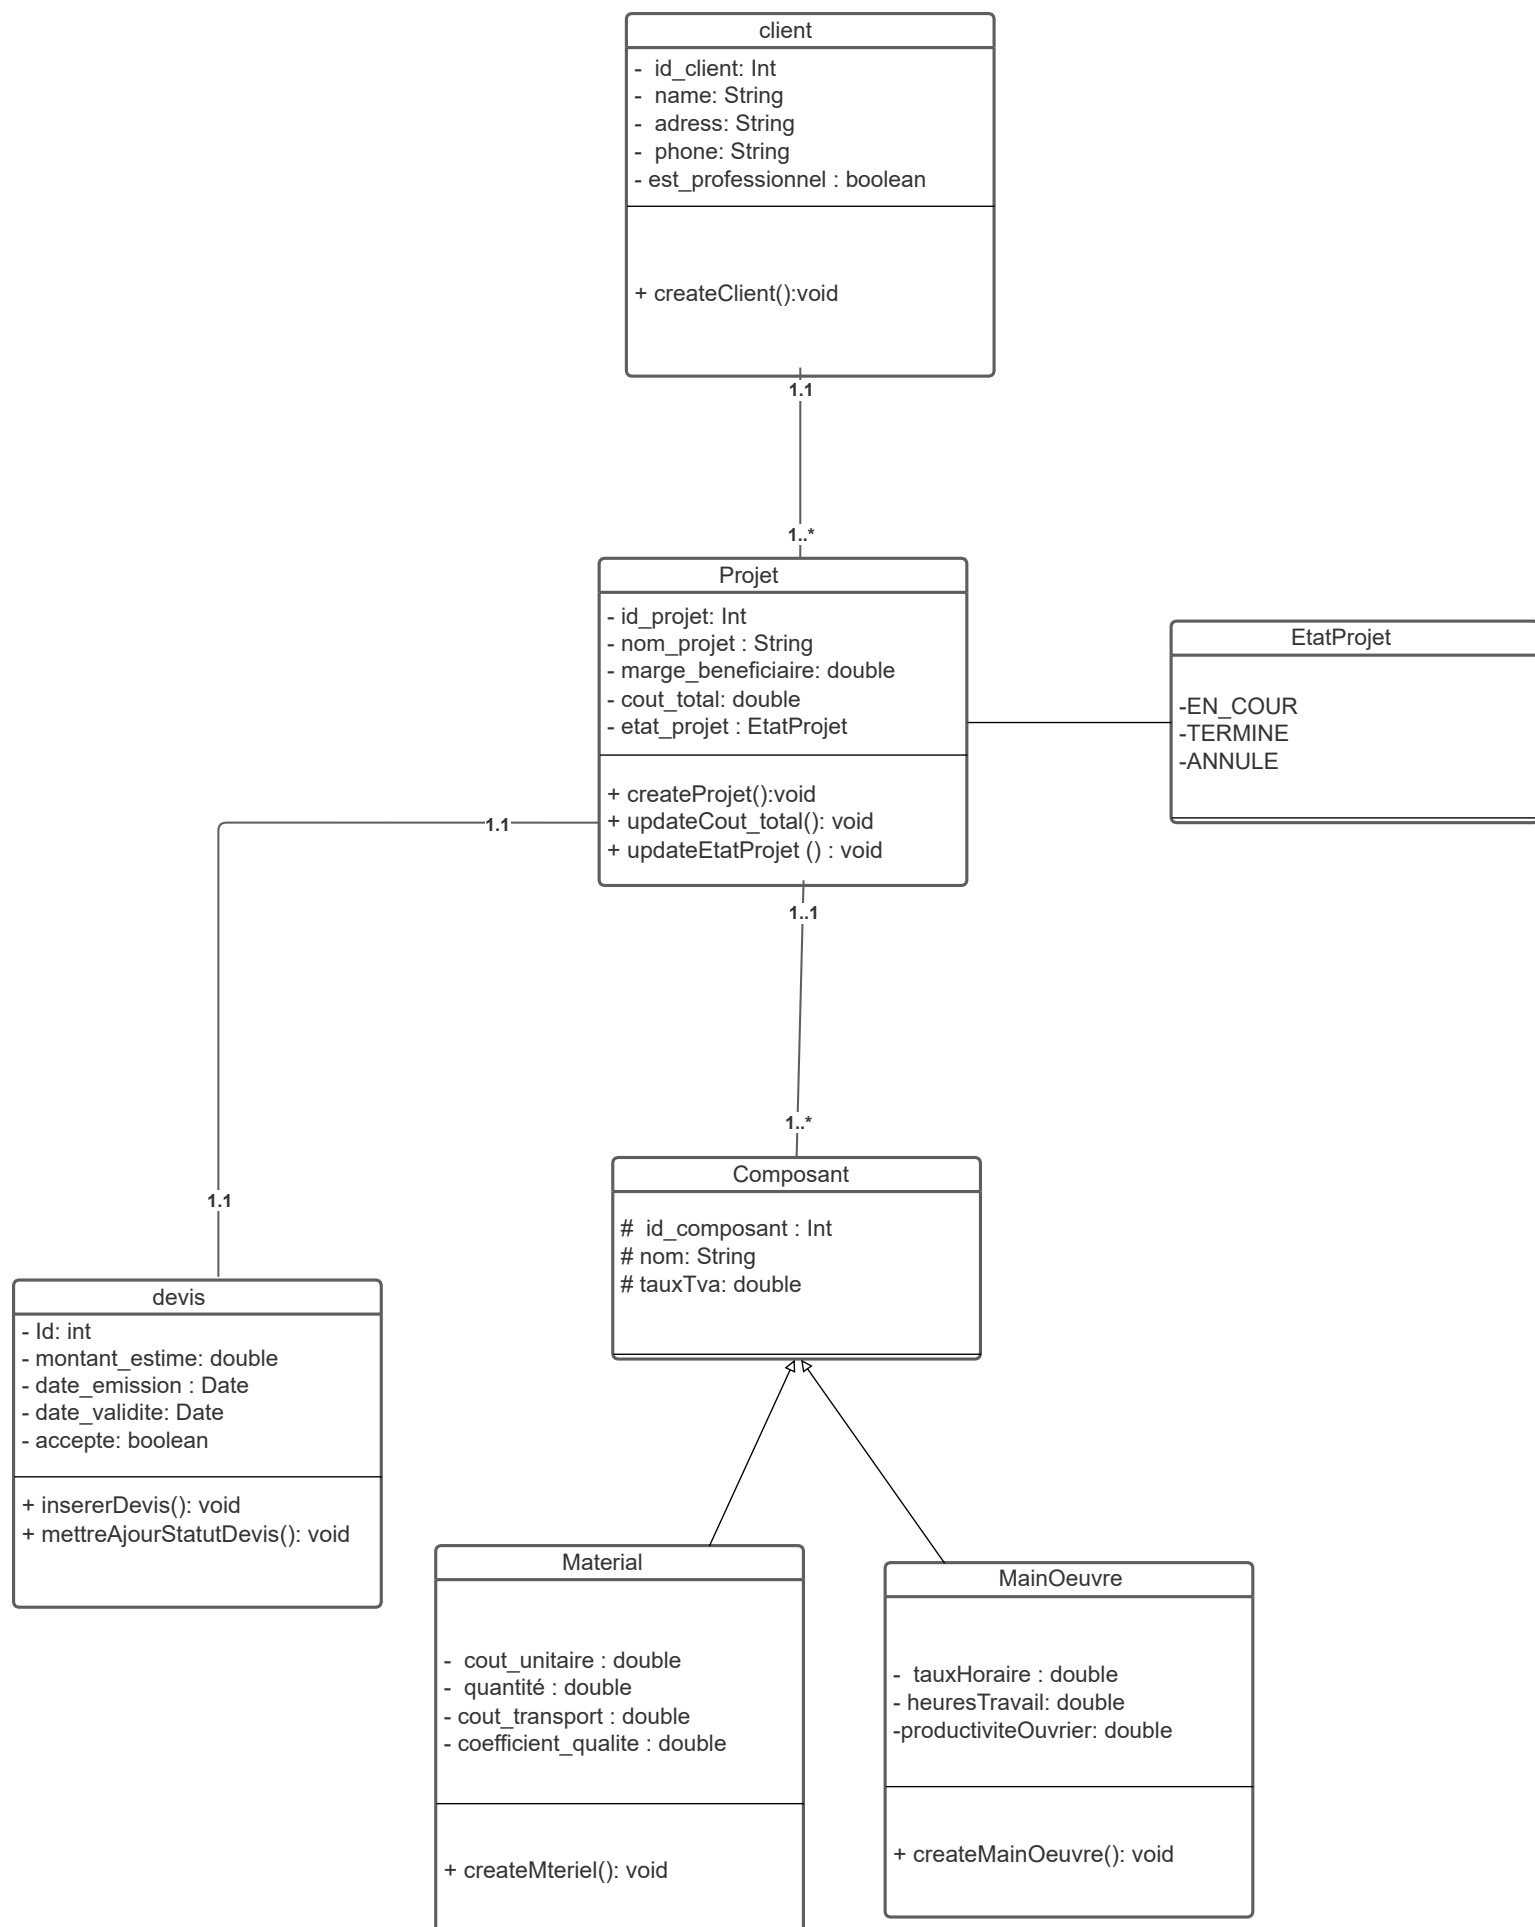 client
- id_client: Int
- name: String
- adress: String
- phone: String
- est_professionnel : boolean
+ createClient():void
1.1
1..*
Projet
- id_projet: Int
- nom_projet : String
- marge_beneficiaire: double
- cout_total: double
- etat_projet : EtatProjet
+ createProjet():void
+ updateCout_total(): void
+ updateEtatProjet () : void
EtatProjet
-EN_COUR
-TERMINE
-ANNULE
1.1
1..1
1..*
1.1
Composant
# id_composant : Int
# nom: String
# tauxTva: double
devis
- Id: int
- montant_estime: double
- date_emission : Date
- date_validite: Date
- accepte: boolean
+ insererDevis(): void
+ mettreAjourStatutDevis(): void
Material
- cout_unitaire : double
- quantité : double
- cout_transport : double
- coefficient_qualite : double
+ createMteriel(): void
MainOeuvre
- tauxHoraire : double
- heuresTravail: double
-productiviteOuvrier: double
+ createMainOeuvre(): void